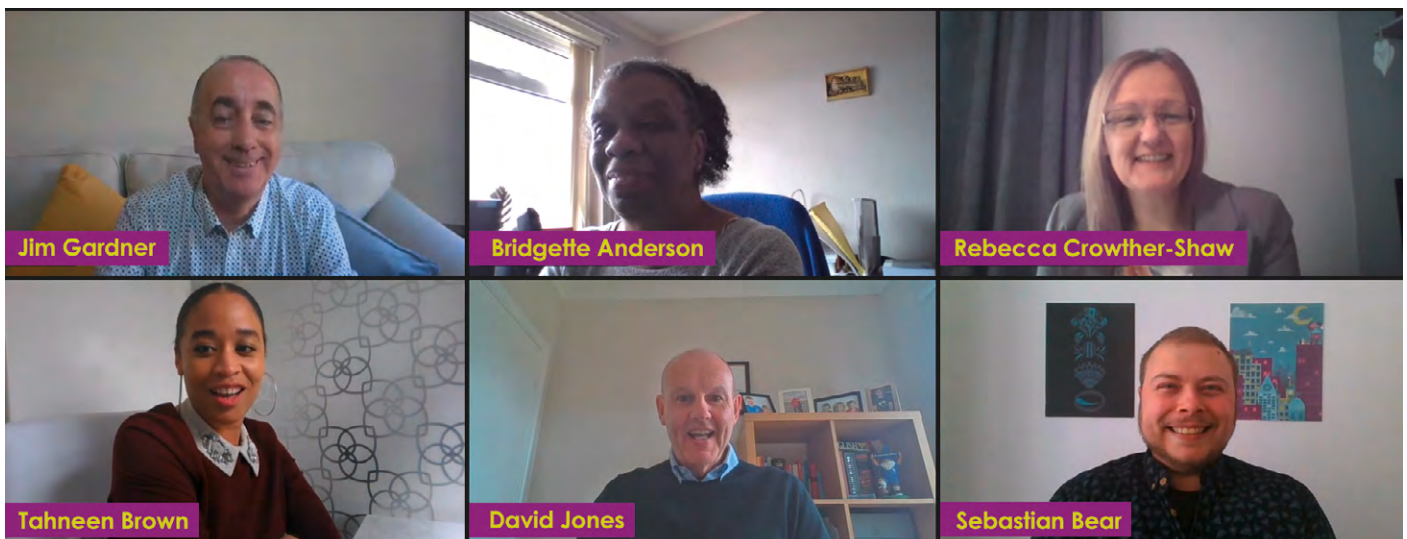 Jim Gardner
Bridgette Anderson
Rebecca Crowther-Shaw
Tahneen Brown
David Jones
Sebastian Bear